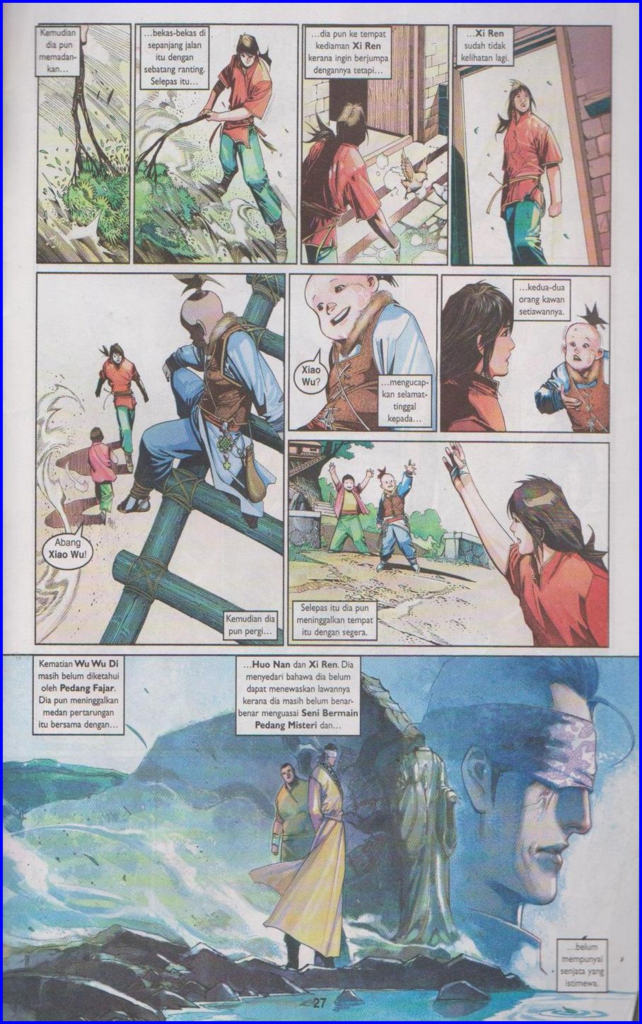 Kemudian
dia pun
memadan-
kan...
...bekas-bekas di
sepanjang jalan
itu dengan
sebatang ranting.
Selepas itu...
...dia pun ke tempat
kediaman Xi Ren
kerana ingin berjumpa
dengannya tetapi...
...Xi Ren
sudah tidak
kelihatan lagi.
Abang
Xiao Wu!
Kemudian dia
pun pergi...
Xiao
Wu?
...mengucap-
kan selamat-
tinggal
kepada...
...kedua-dua
orang kawan
setiawannya.
Selepas itu dia pun
meninggalkan tempat
itu dengan segera.
Kematian Wu Wu Di
masih belum diketahui
oleh Pedang Fajar.
Dia pun meninggalkan
medan pertarungan
itu bersama dengan...
...Huo Nan dan Xi Ren. Dia
menyedari bahawa dia belum
dapat menewaskan lawannya
kerana dia masih belum benar-
benar menguasai Seni Bermain
Pedang Misteri dan...
...belum
mempunyai
senjata yang
istimewa.
27